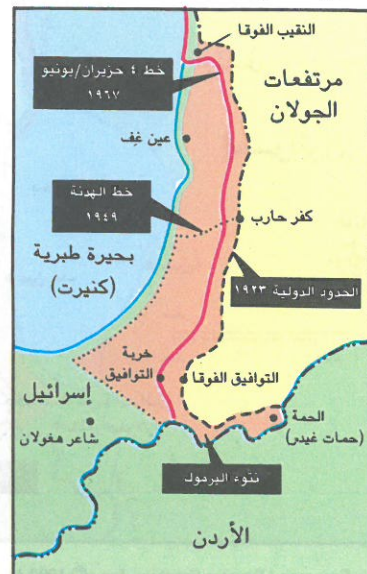 النقيب الفوقا
خط ٤ حزيران/يونيو
١٩٦٧
مرتفعات
الجولان
عين غف
خط الهدنة
١٩٤٩
كفر حارب
بحيرة طبرية
(كنيرت)
الحدود الدولية ١٩٢٣
خربة
التوافيق
التوافيق الفوقا
إسرائيل
شاعر هغولان
الحمة
(حمات غيدر)
نتوء اليرموك
الأردن